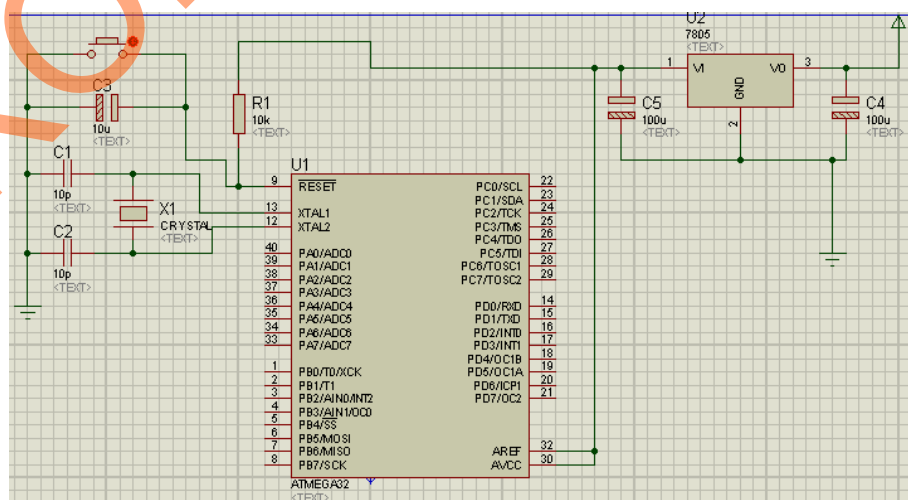 U2
7805
<TEXT>
1 VI VO 3
GND
2
C5
100u
<TEXT>
C4
100u
<TEXT>
C3
10u
<TEXT>
R1
10k
<TEXT>
C1
10p
<TEXT>
X1
CRYSTAL
<TEXT>
C2
10p
<TEXT>
U1
9 RESET
13 XTAL1
12 XTAL2
40 PA0/ADC0
39 PA1/ADC1
38 PA2/ADC2
37 PA3/ADC3
36 PA4/ADC4
35 PA5/ADC5
34 PA6/ADC6
33 PA7/ADC7
1 PB0/T0/XCK
2 PB1/T1
3 PB2/AIN0/INT2
4 PB3/AIN1/OC0
5 PB4/SS
6 PB5/MOSI
7 PB6/MISO
8 PB7/SCK
PC0/SCL 22
PC1/SDA 23
PC2/TCK 24
PC3/TMS 25
PC4/TDO 26
PC5/TDI 27
PC6/TOSC1 28
PC7/TOSC2 29
PD0/RXD 14
PD1/TXD 15
PD2/INT0 16
PD3/INT1 17
PD4/OC1B 18
PD5/OC1A 19
PD6/ICP1 20
PD7/OC2 21
AREF 32
AVCC 30
ATMEGA32
<TEXT>